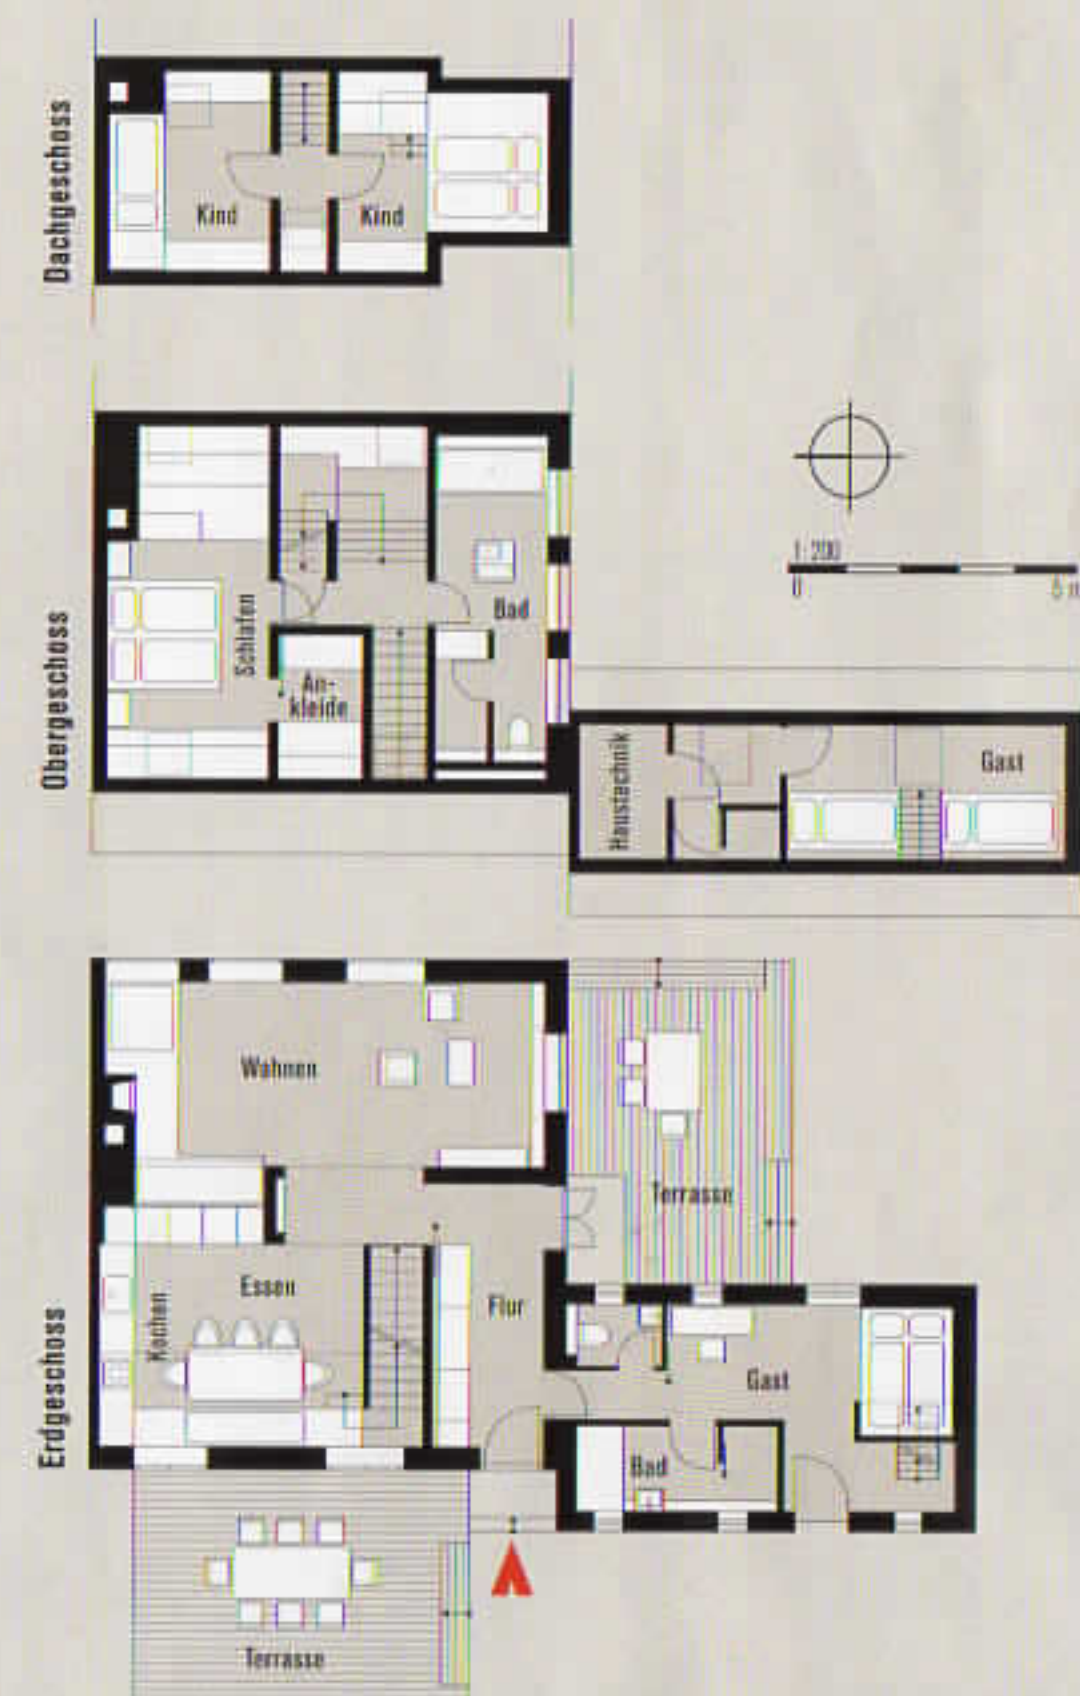 Dachgeschoss
Kind
Kind
Obergeschoss
Schlafen
An-
kleide
Bad
1:200
0
5 m
Haustechnik
Gast
Erdgeschoss
Wohnen
Kochen
Essen
Flur
Terrasse
Gast
Bad
Terrasse